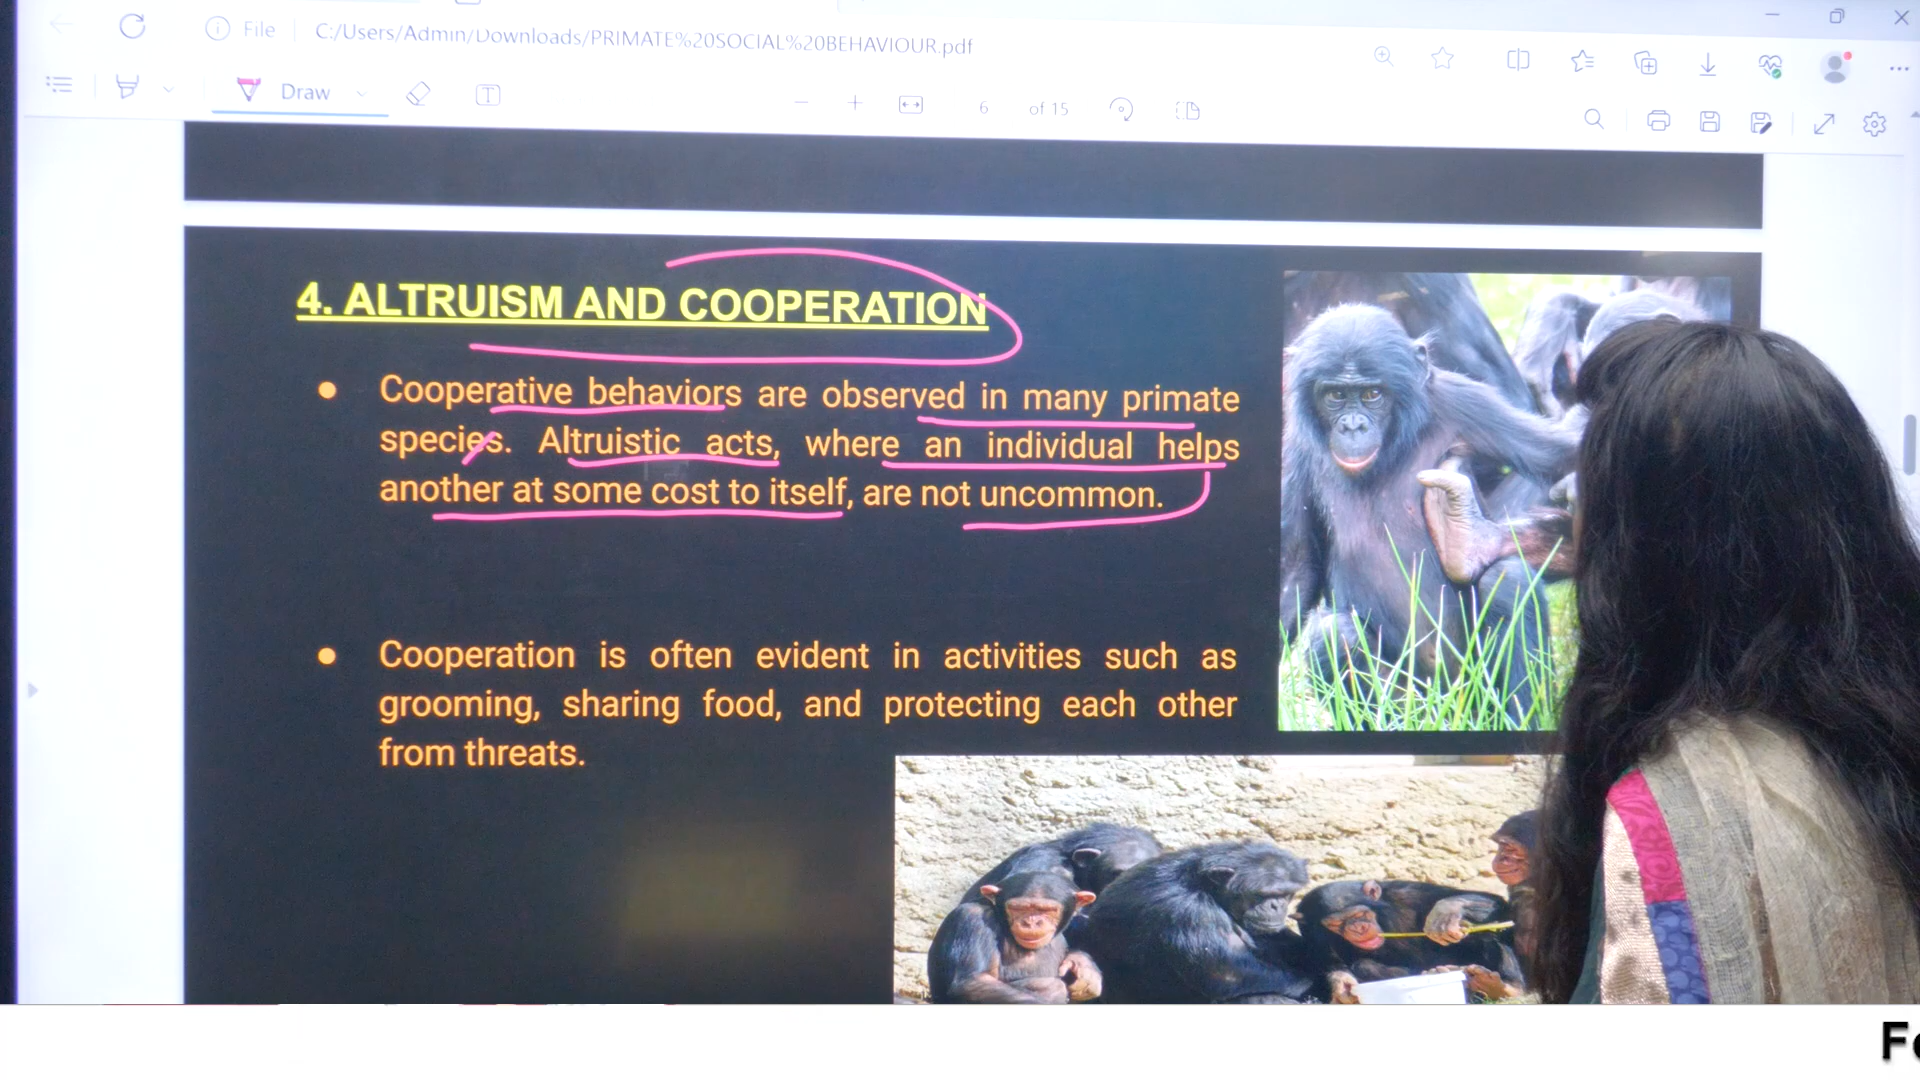 File
C:/Users/Admin/Downloads/PRIMATE%20SOCIAL%20BEHAVIOUR.pdf
Draw
6 of 15
4. ALTRUISM AND COOPERATION
Cooperative behaviors are observed in many primate
species. Altruistic acts, where an individual helps
another at some cost to itself, are not uncommon.
Cooperation is often evident in activities such as
grooming, sharing food, and protecting each other
from threats.